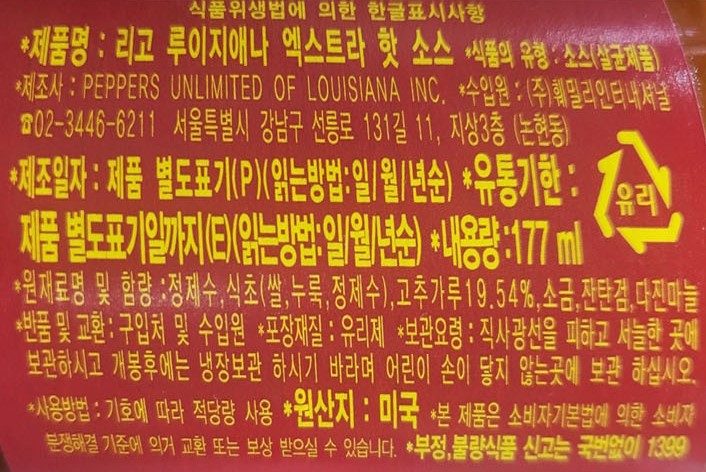 식품위생법에 의한 한글표시사항
*제품명 : 리고 루이지애나 엑스트라 핫 소스 *식품의 유형 : 소스(살균제품)
*제조사 : PEPPERS UNLIMITED OF LOUISIANA INC. *수입원 : (주)훼밀리인터내셔널
☎02-3446-6211 서울특별시 강남구 선릉로 131길 11, 지상3층 (논현동)
*제조일자 : 제품 별도표기(P)(읽는방법:일/월/년순) *유통기한 :
제품 별도표기일까지(E)(읽는방법:일/월/년순) *내용량:177 ml
유리
*원재료명 및 함량 :정제수,식초(쌀,누룩,정제수),고추가루19.54%,소금,잔탄검,다진마늘
*반품 및 교환 : 구입처 및 수입원 *포장재질 : 유리제 *보관요령 : 직사광선을 피하고 서늘한 곳에
보관하시고 개봉후에는 냉장보관 하시기 바라며 어린이 손이 닿지 않는곳에 보관 하십시오.
*사용방법 : 기호에 따라 적당량 사용 *원산지 : 미국 *본 제품은 소비자기본법에 의한 소비자
분쟁해결 기준에 의거 교환 또는 보상 받으실 수 있습니다. *부정,불량식품 신고는 국번없이 1399